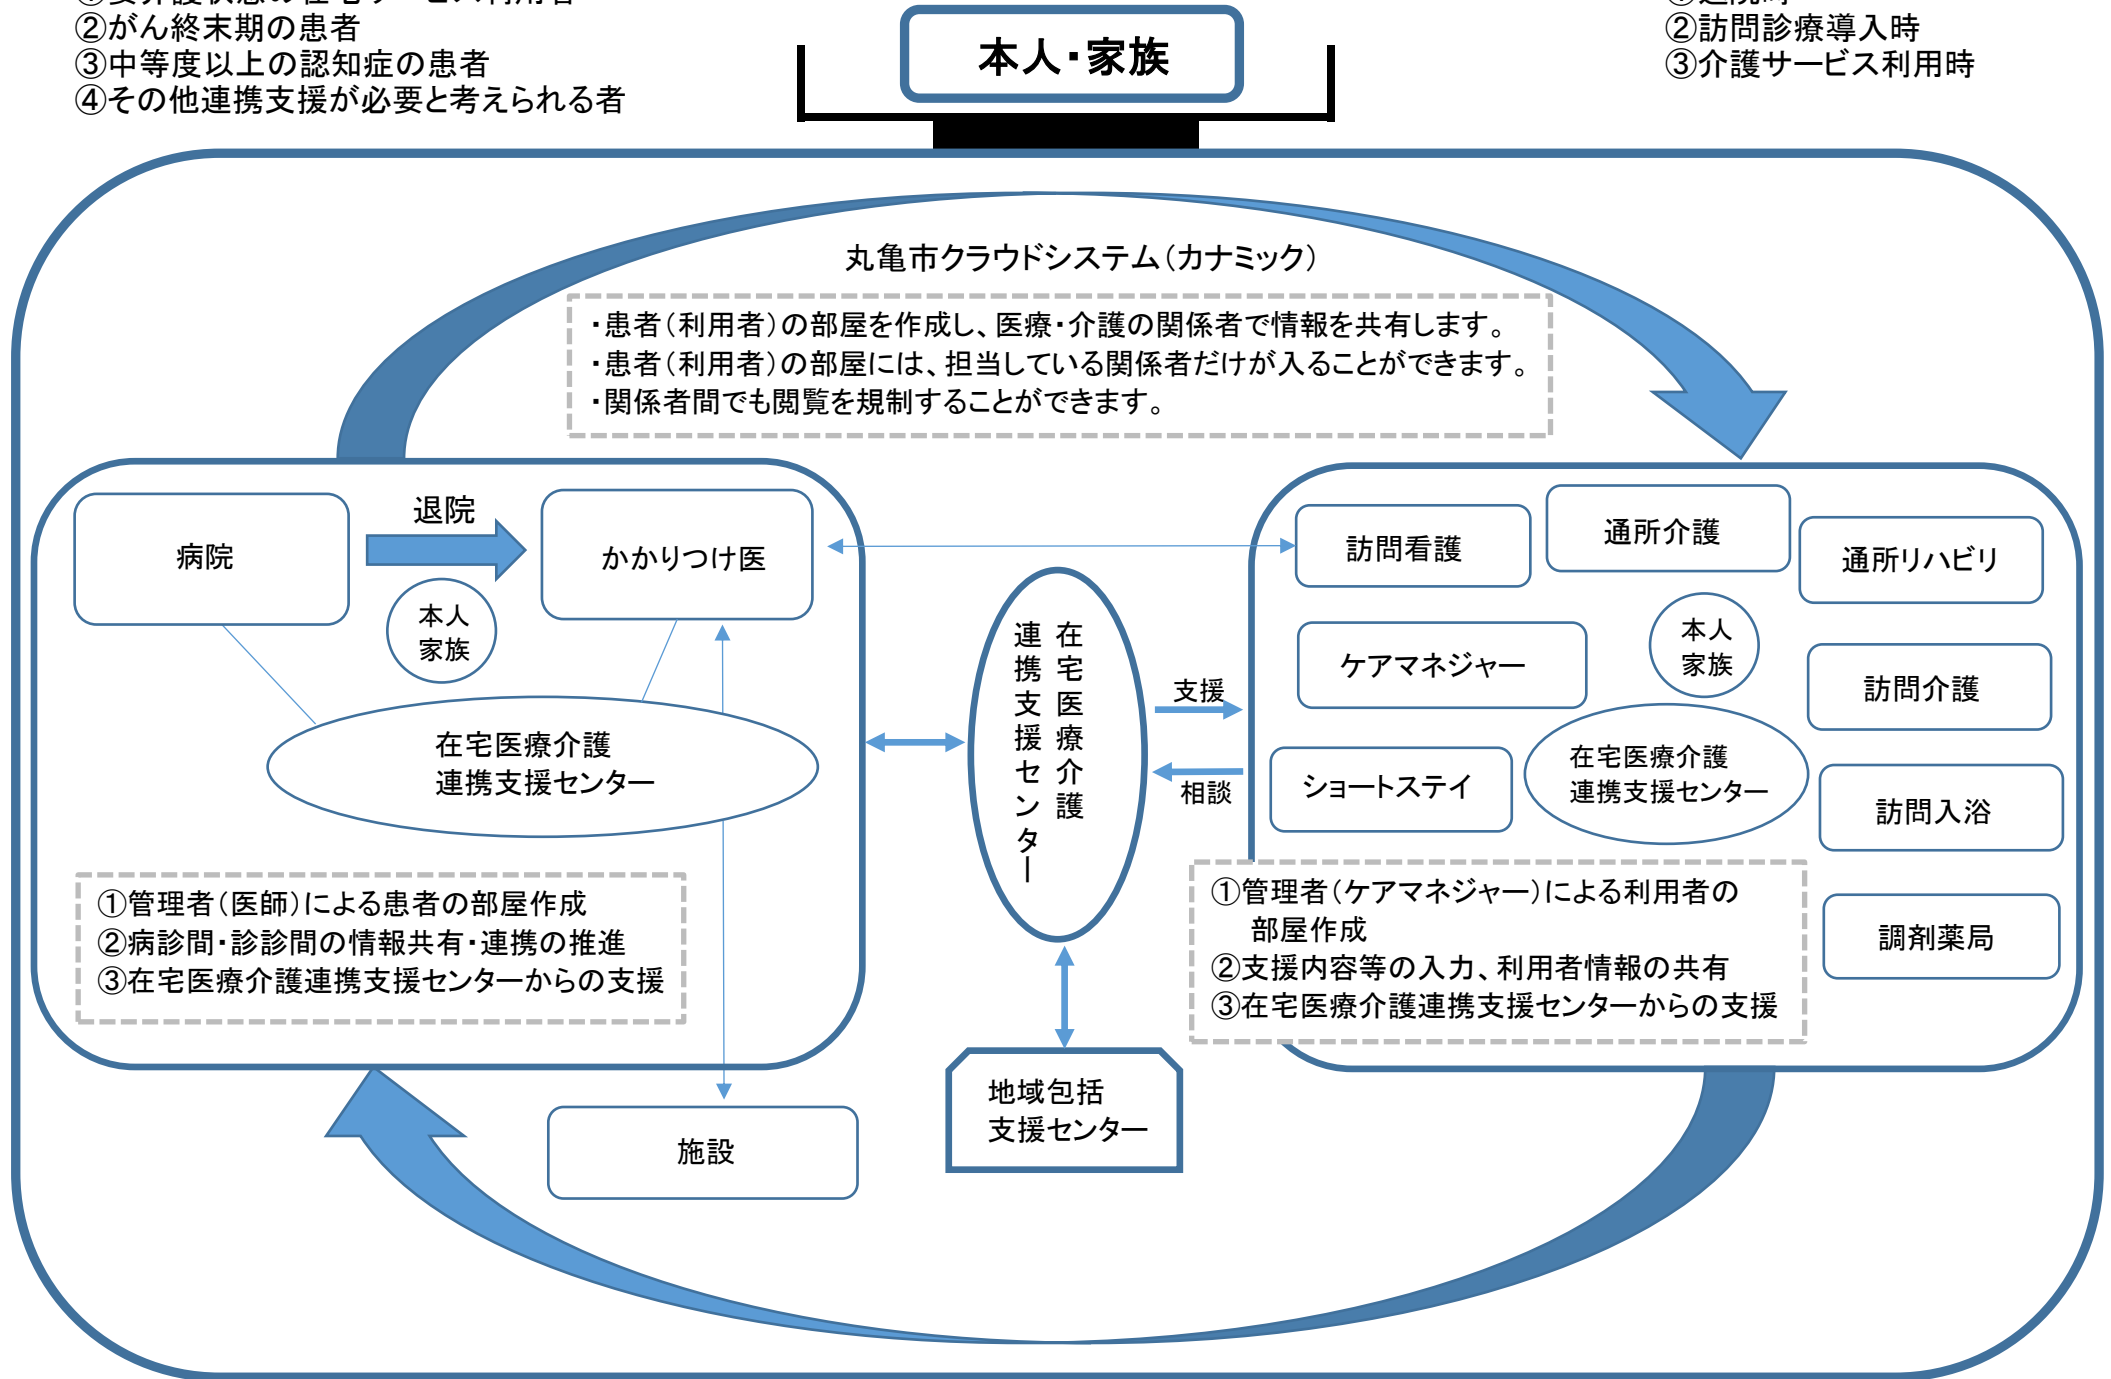 ②がん終末期の患者
③中等度以上の認知症の患者
④その他連携支援が必要と考えられる者
本人・家族
②訪問診療導入時
③介護サービス利用時
丸亀市クラウドシステム（カナミック）
・患者（利用者）の部屋を作成し、医療・介護の関係者で情報を共有します。
・患者（利用者）の部屋には、担当している関係者だけが入ることができます。
・関係者間でも閲覧を規制することができます。
病院
退院
かかりつけ医
本人
家族
在宅医療介護
連携支援センター
①管理者（医師）による患者の部屋作成
②病診間・診診間の情報共有・連携の推進
③在宅医療介護連携支援センターからの支援
施設
在宅医療介護
連携支援センター
支援
相談
地域包括
支援センター
訪問看護
通所介護
通所リハビリ
ケアマネジャー
本人
家族
訪問介護
ショートステイ
在宅医療介護
連携支援センター
訪問入浴
調剤薬局
①管理者（ケアマネジャー）による利用者の
部屋作成
②支援内容等の入力、利用者情報の共有
③在宅医療介護連携支援センターからの支援